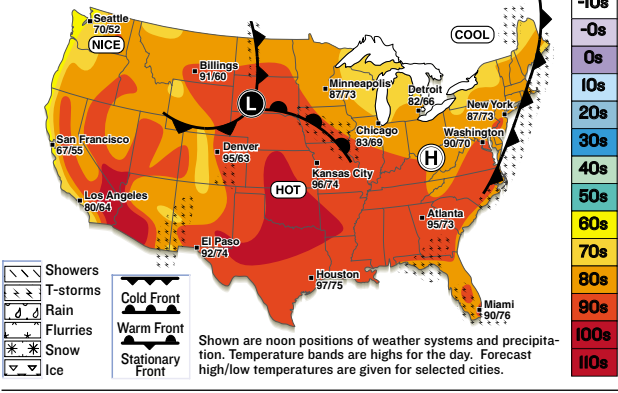 Seattle
70/52
NICE
COOL
Billings
91/60
Minneapolis
87/73
Detroit
82/66
New York
87/73
L
Chicago
83/69
Washington
90/70
San Francisco
67/55
Denver
95/63
H
Kansas City
96/74
HOT
Los Angeles
80/64
Atlanta
95/73
El Paso
92/74
Houston
97/75
Miami
90/76
-10s
-0s
0s
10s
20s
30s
40s
50s
60s
70s
80s
90s
100s
110s
Showers
T-storms
Rain
Flurries
Snow
Ice
Cold Front
Warm Front
Stationary
Front
Shown are noon positions of weather systems and precipita-
tion. Temperature bands are highs for the day. Forecast
high/low temperatures are given for selected cities.